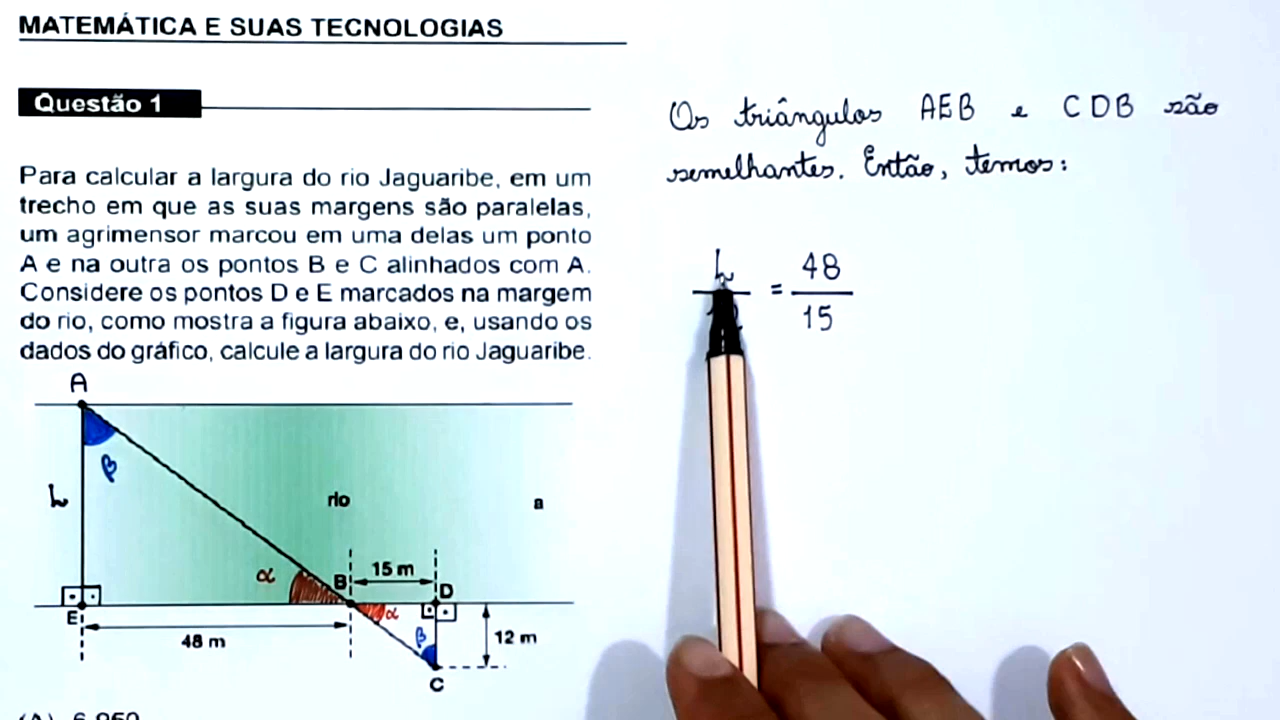 MATEMÁTICA E SUAS TECNOLOGIAS
Questão 1
Para calcular a largura do rio Jaguaribe, em um
trecho em que as suas margens são paralelas,
um agrimensor marcou em uma delas um ponto
A e na outra os pontos B e C alinhados com A.
Considere os pontos D e E marcados na margem
do rio, como mostra a figura abaixo, e, usando os
dados do gráfico, calcule a largura do rio Jaguaribe.
A
β
h
rio
a
α
B
15 m
D
E
α
β
48 m
12 m
C
Os triângulos AEB e CDB são
semelhantes. Então, temos:
h
= 48
15